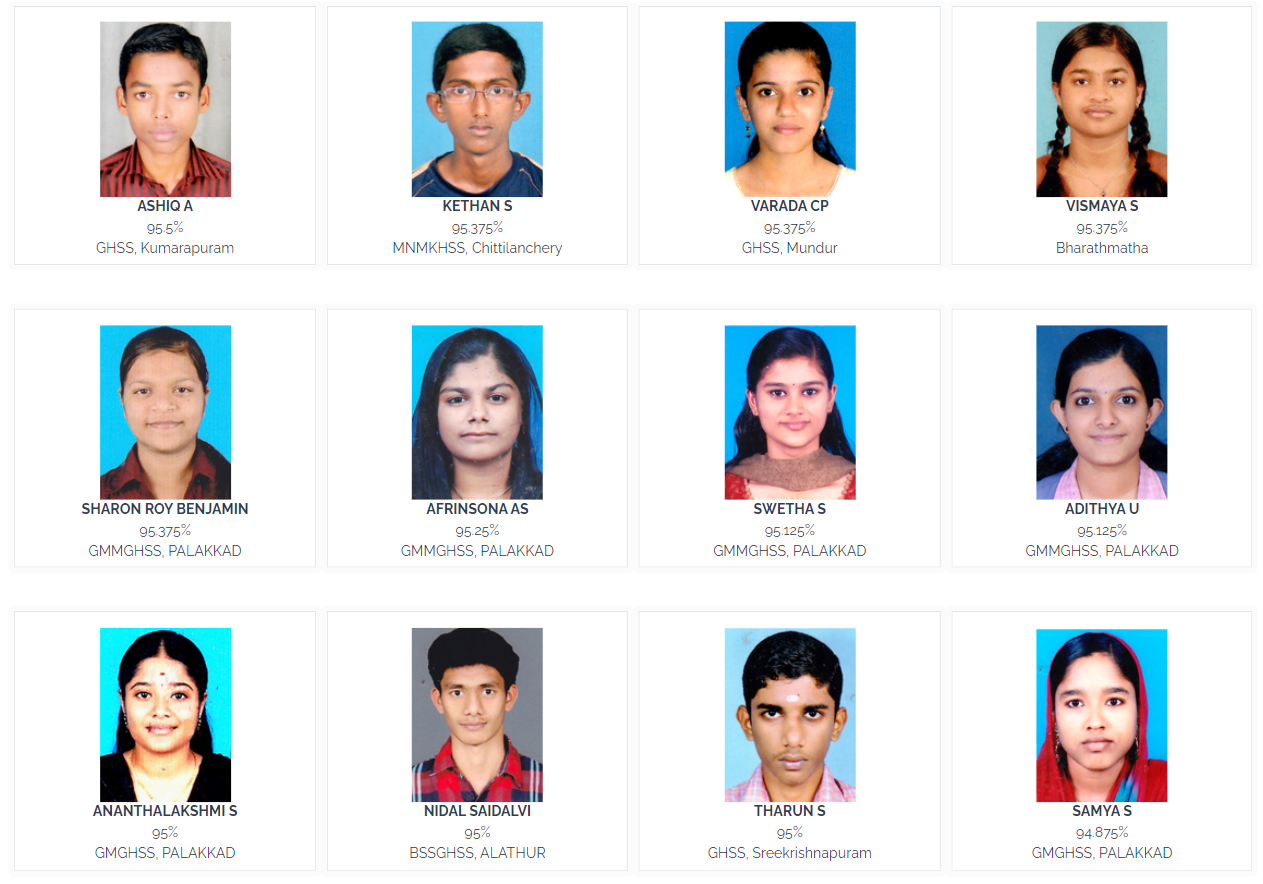 ASHIQ A
95.5%
GHSS, Kumarapuram
KETHAN S
95.375%
MNMKHSS, Chittilanchery
VARADA CP
95.375%
GHSS, Mundur
VISMAYA S
95.375%
Bharathmatha
SHARON ROY BENJAMIN
95.375%
GMMGHSS, PALAKKAD
AFRINSONA AS
95.25%
GMMGHSS, PALAKKAD
SWETHA S
95.125%
GMMGHSS, PALAKKAD
ADITHYA U
95.125%
GMMGHSS, PALAKKAD
ANANTHALAKSHMI S
95%
GMGHSS, PALAKKAD
NIDAL SAIDALVI
95%
BSSGHSS, ALATHUR
THARUN S
95%
GHSS, Sreekrishnapuram
SAMYA S
94.875%
GMGHSS, PALAKKAD